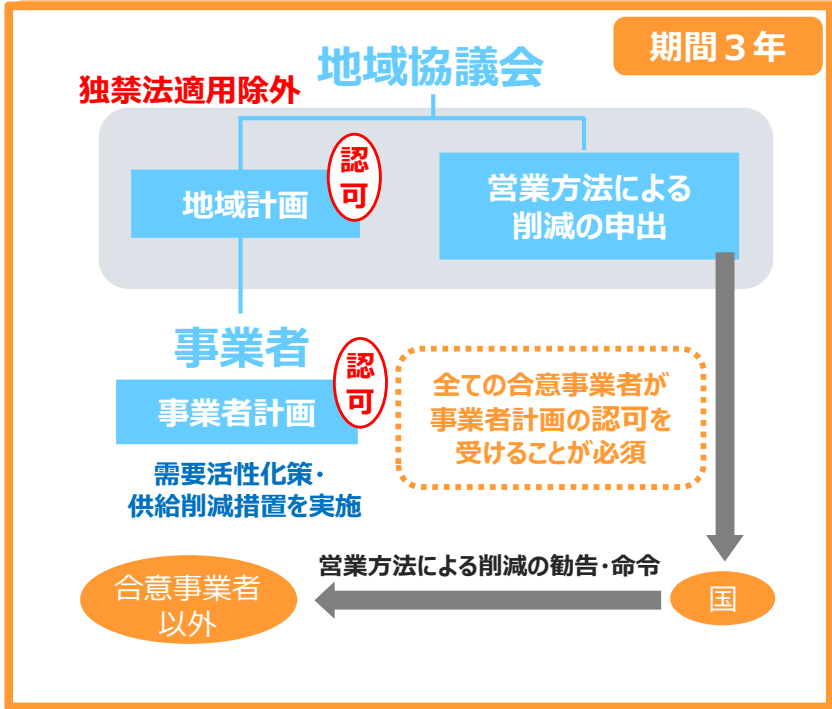 期間３年
地域協議会
独禁法適用除外
認
可
地域計画
営業方法による
削減の申出
事業者
認
可
事業者計画
全ての合意事業者が
事業者計画の認可を
受けることが必須
需要活性化策・
供給削減措置を実施
営業方法による削減の勧告・命令
合意事業者
以外
国